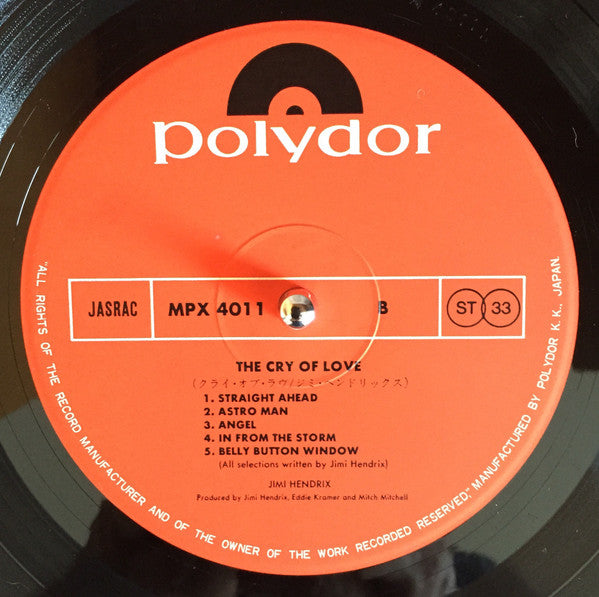 polydor
JASRAC
MPX 4011
B
ST 33
THE CRY OF LOVE
(クライ・オブ・ラヴ/ジミ・ヘンドリックス)
1. STRAIGHT AHEAD
2. ASTRO MAN
3. ANGEL
4. IN FROM THE STORM
5. BELLY BUTTON WINDOW
(All selections written by Jimi Hendrix)
JIMI HENDRIX
Produced by Jimi Hendrix, Eddie Kramer and Mitch Mitchell
"ALL RIGHTS OF THE RECORD MANUFACTURER AND OF THE OWNER OF THE WORK RECORDED RESERVED," MANUFACTURED BY POLYDOR K.K., JAPAN.